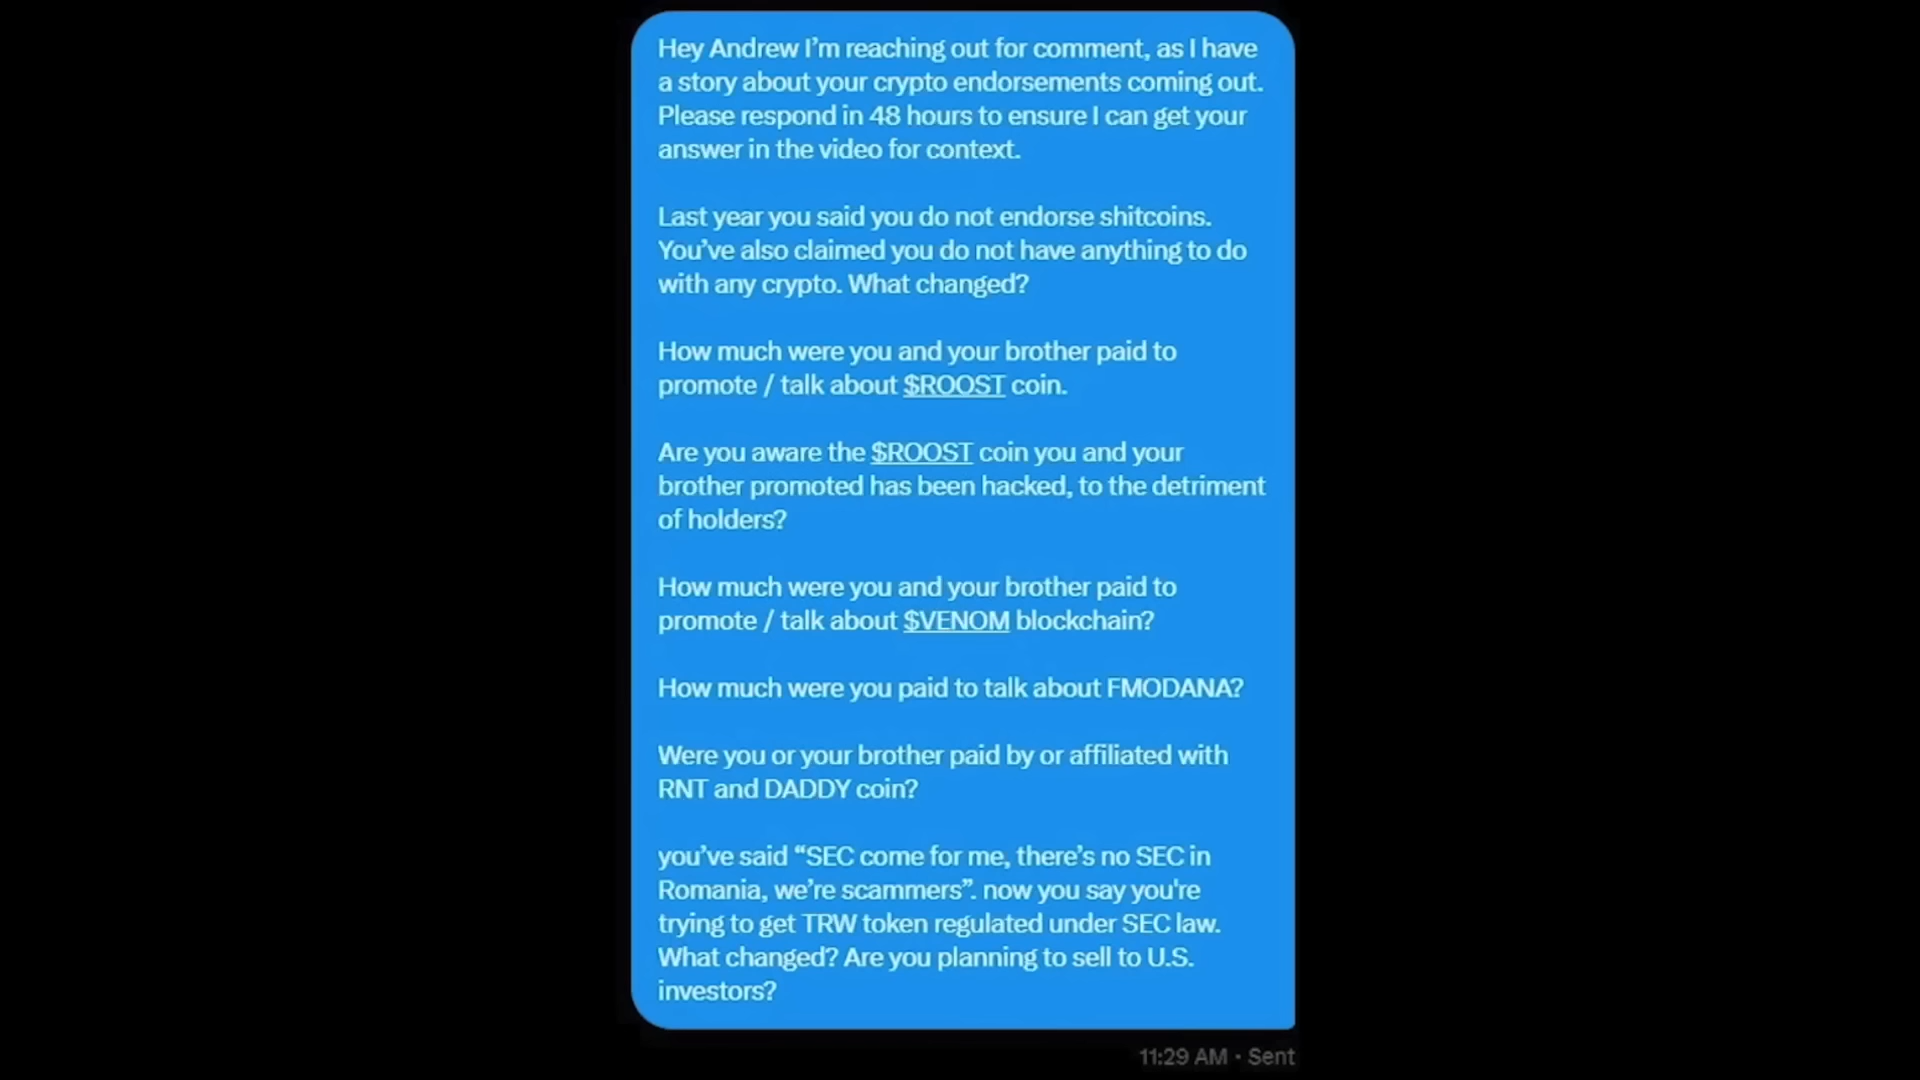 Hey Andrew I’m reaching out for comment, as I have
a story about your crypto endorsements coming out.
Please respond in 48 hours to ensure I can get your
answer in the video for context.
Last year you said you do not endorse shitcoins.
You’ve also claimed you do not have anything to do
with any crypto. What changed?
How much were you and your brother paid to
promote / talk about $ROOST coin.
Are you aware the $ROOST coin you and your
brother promoted has been hacked, to the detriment
of holders?
How much were you and your brother paid to
promote / talk about $VENOM blockchain?
How much were you paid to talk about FMODANA?
Were you or your brother paid by or affiliated with
RNT and DADDY coin?
you’ve said “SEC come for me, there’s no SEC in
Romania, we’re scammers”. now you say you're
trying to get TRW token regulated under SEC law.
What changed? Are you planning to sell to U.S.
investors?
11:29 AM · Sent